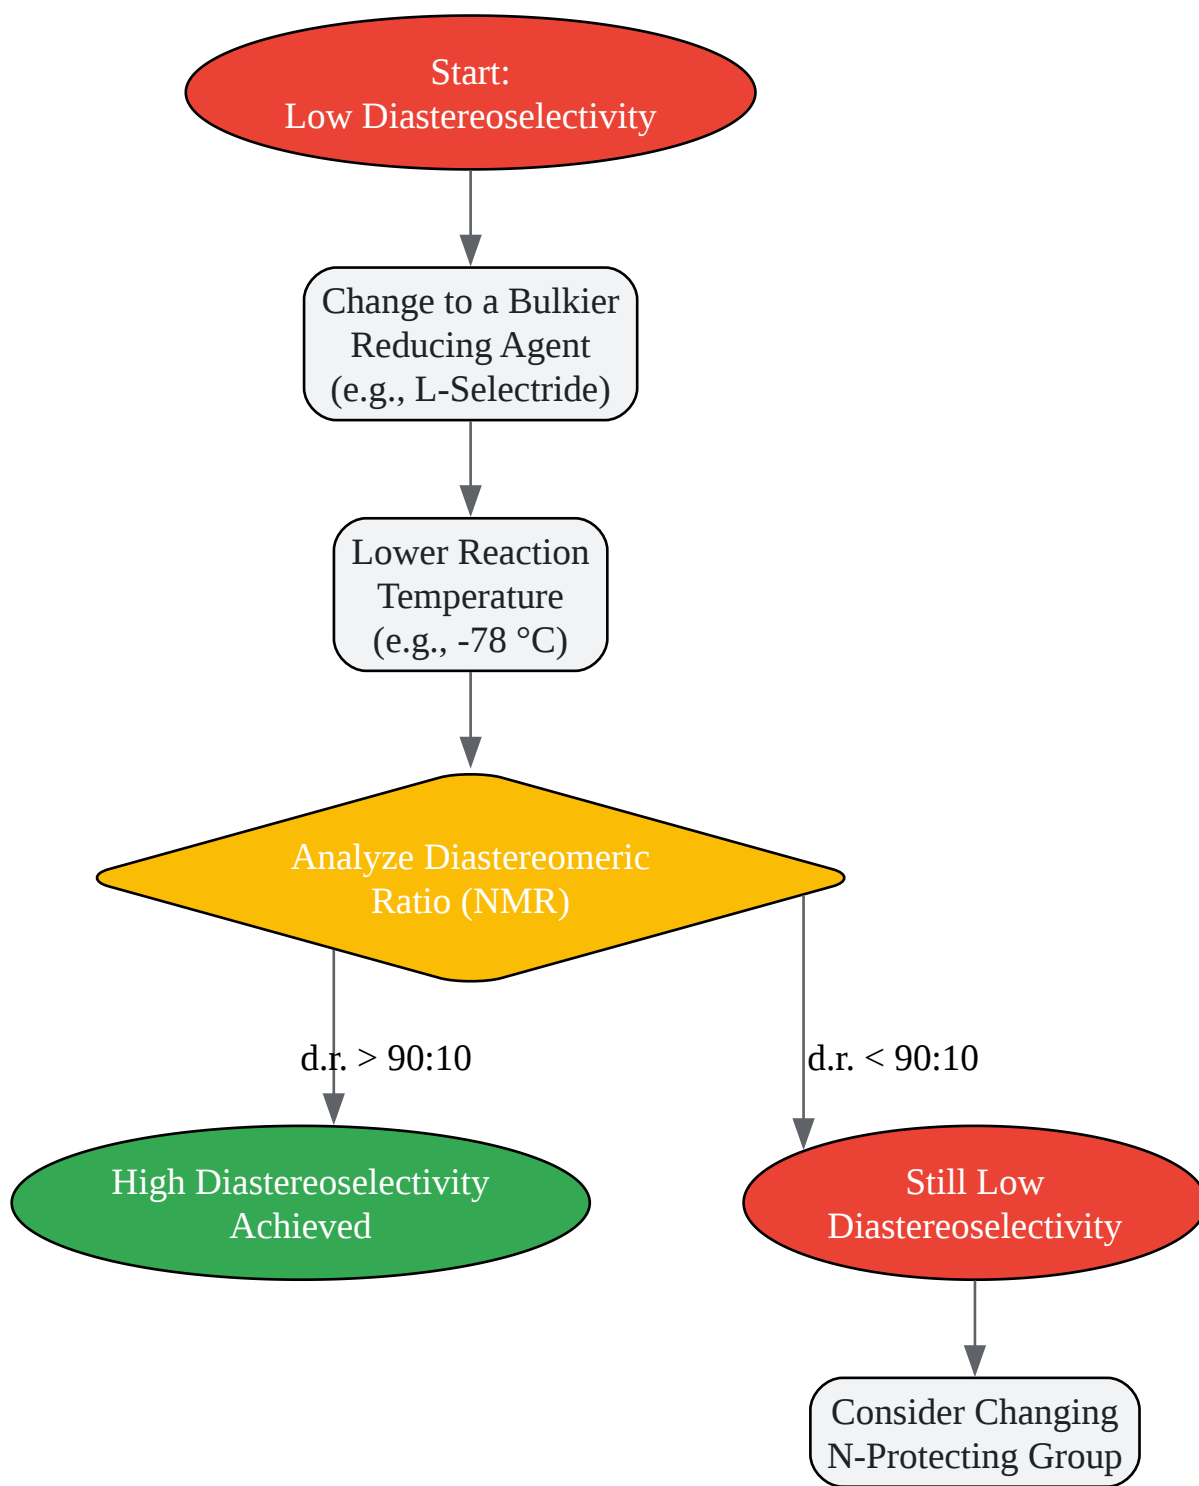 Start:
Low Diastereoselectivity
Change to a Bulkier
Reducing Agent
(e.g., L-Selectride)
Lower Reaction
Temperature
(e.g., -78 °C)
Analyze Diastereomeric
Ratio (NMR)
d.r. > 90:10
d.r. < 90:10
High Diastereoselectivity
Achieved
Still Low
Diastereoselectivity
Consider Changing
N-Protecting Group